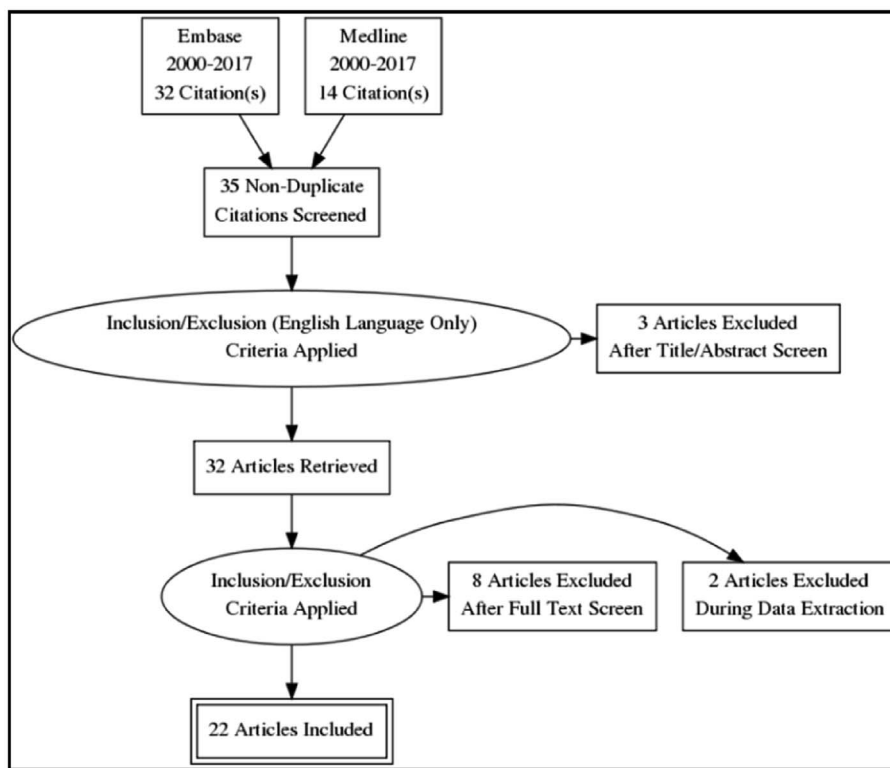 Embase
2000-2017
32 Citation(s)
Medline
2000-2017
14 Citation(s)
35 Non-Duplicate
Citations Screened
Inclusion/Exclusion (English Language Only)
Criteria Applied
3 Articles Excluded
After Title/Abstract Screen
32 Articles Retrieved
Inclusion/Exclusion
Criteria Applied
8 Articles Excluded
After Full Text Screen
2 Articles Excluded
During Data Extraction
22 Articles Included